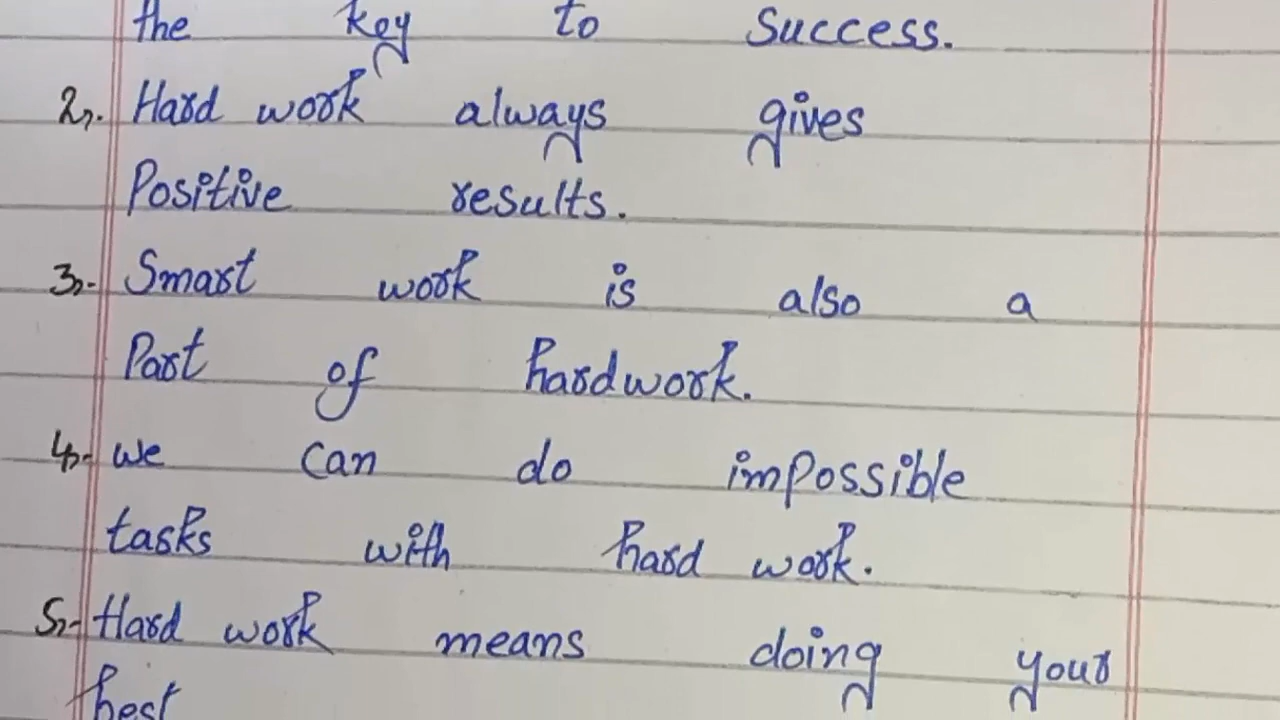 the key to Success.
2. Hard work always gives
Positive results.
3. Smart work is also a
Part of hardwork.
4. we can do impossible
tasks with hard work.
5. Hard work means doing your
best